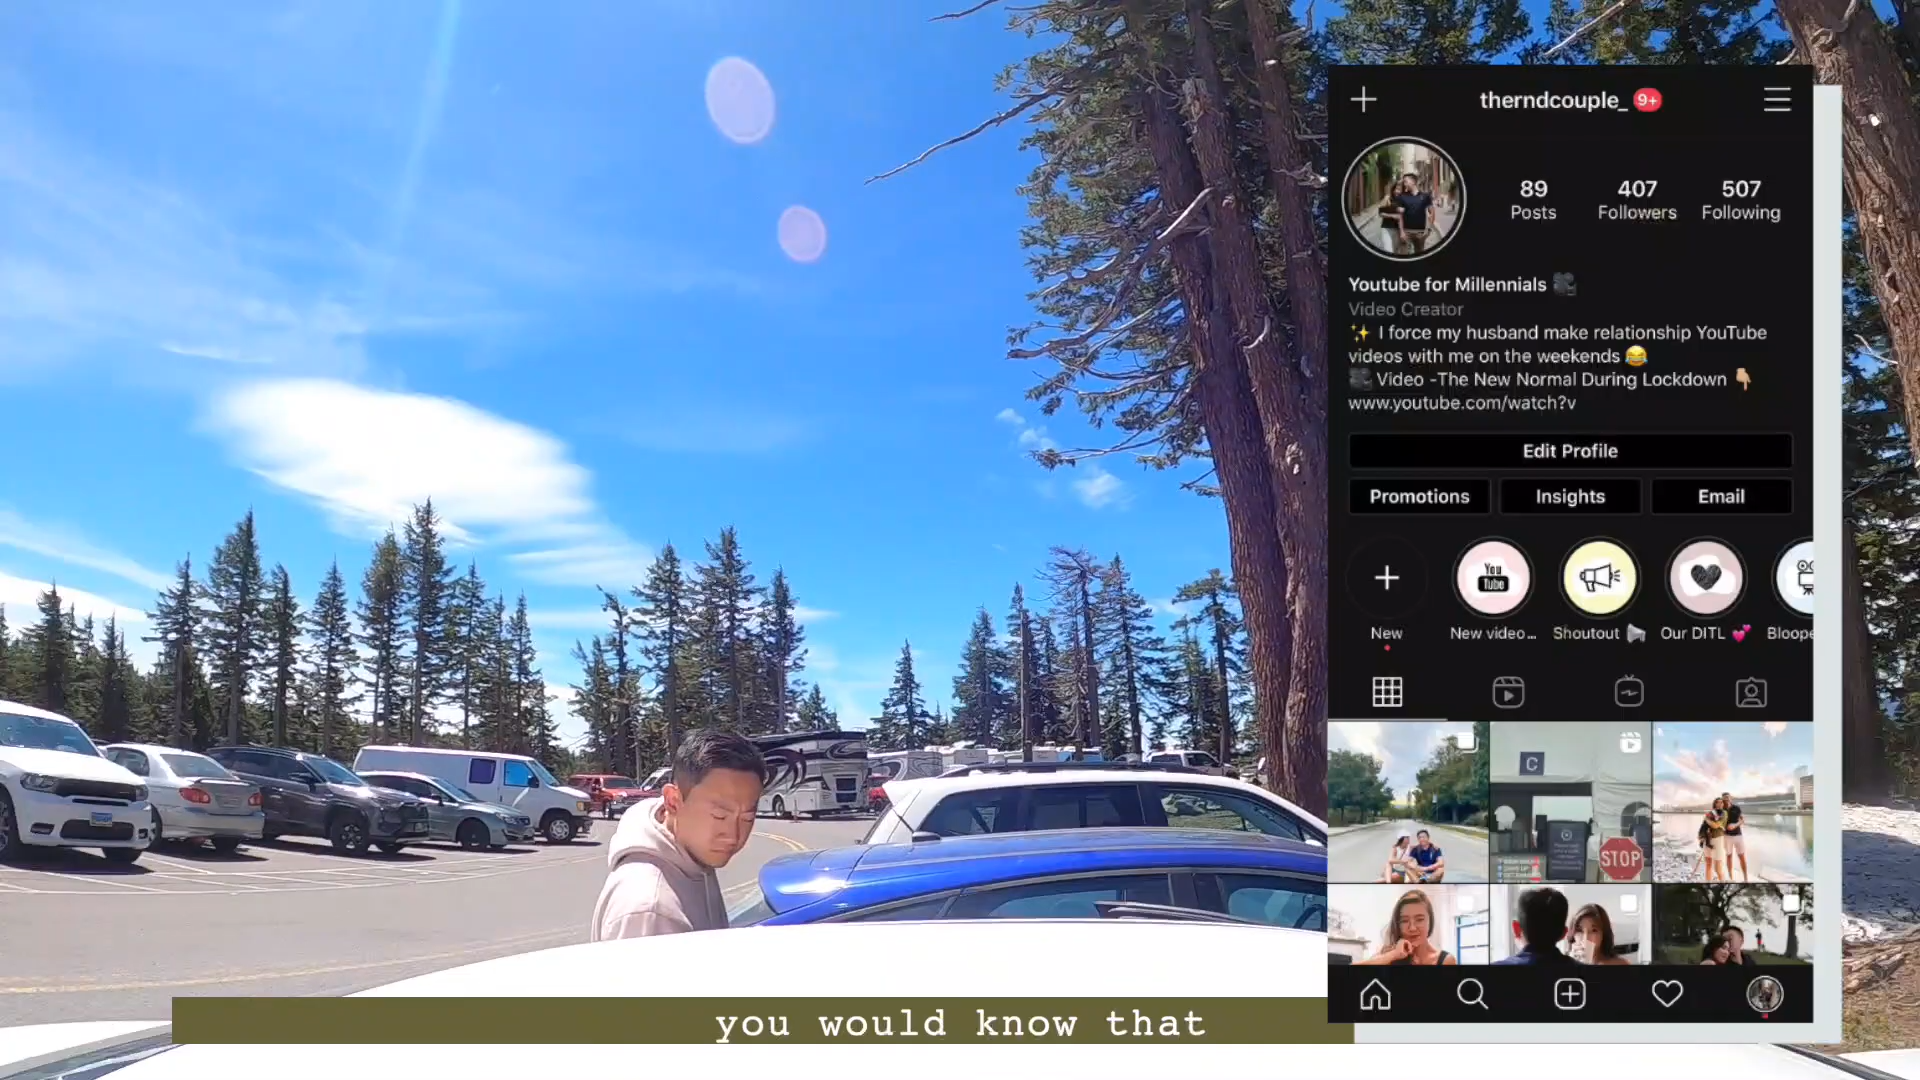 therndcouple_ 9+
89 407 507
Posts Followers Following
Youtube for Millennials
Video Creator
✨ I force my husband make relationship YouTube
videos with me on the weekends 😂
Video -The New Normal During Lockdown
www.youtube.com/watch?v
Edit Profile
Promotions Insights Email
You
Tube
New New video... Shoutout Our DITL 💕 Bloope
C
STOP
you would know that